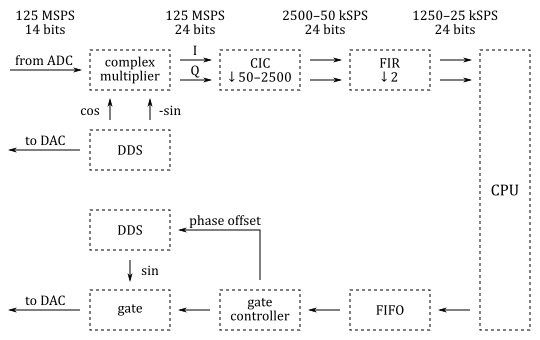 125 MSPS
14 bits
125 MSPS
24 bits
2500–50 kSPS
24 bits
1250–25 kSPS
24 bits
from ADC
complex
multiplier
I
Q
CIC
↓50–2500
FIR
↓2
cos
-sin
to DAC
DDS
CPU
DDS
phase offset
sin
to DAC
gate
gate
controller
FIFO